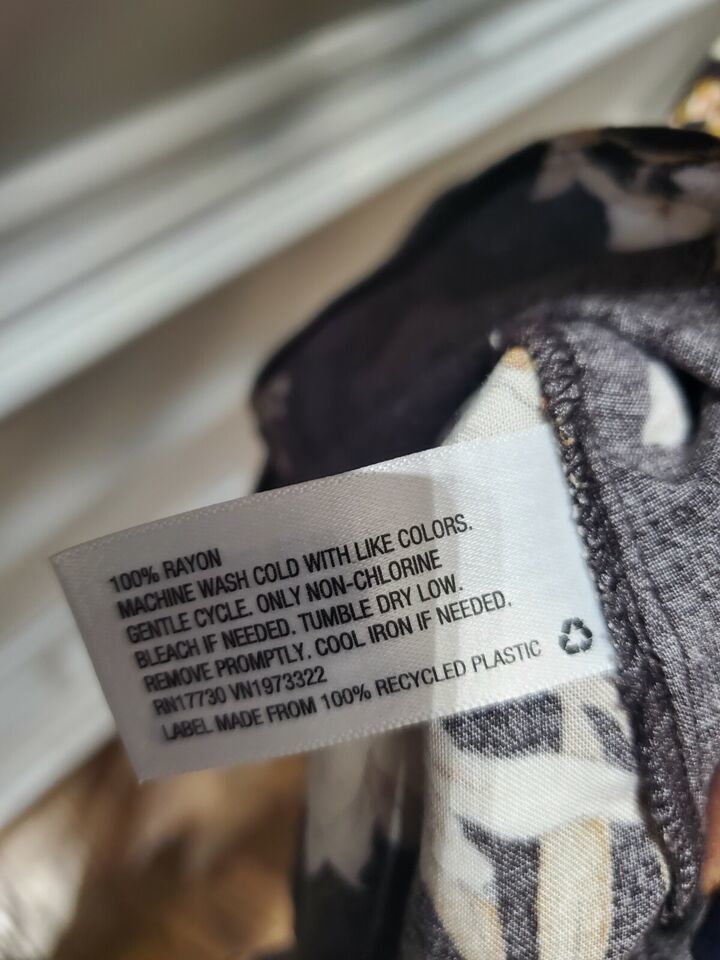 100% RAYON
MACHINE WASH COLD WITH LIKE COLORS.
GENTLE CYCLE. ONLY NON-CHLORINE
BLEACH IF NEEDED. TUMBLE DRY LOW.
REMOVE PROMPTLY. COOL IRON IF NEEDED.
RN17730 VN1973322
LABEL MADE FROM 100% RECYCLED PLASTIC